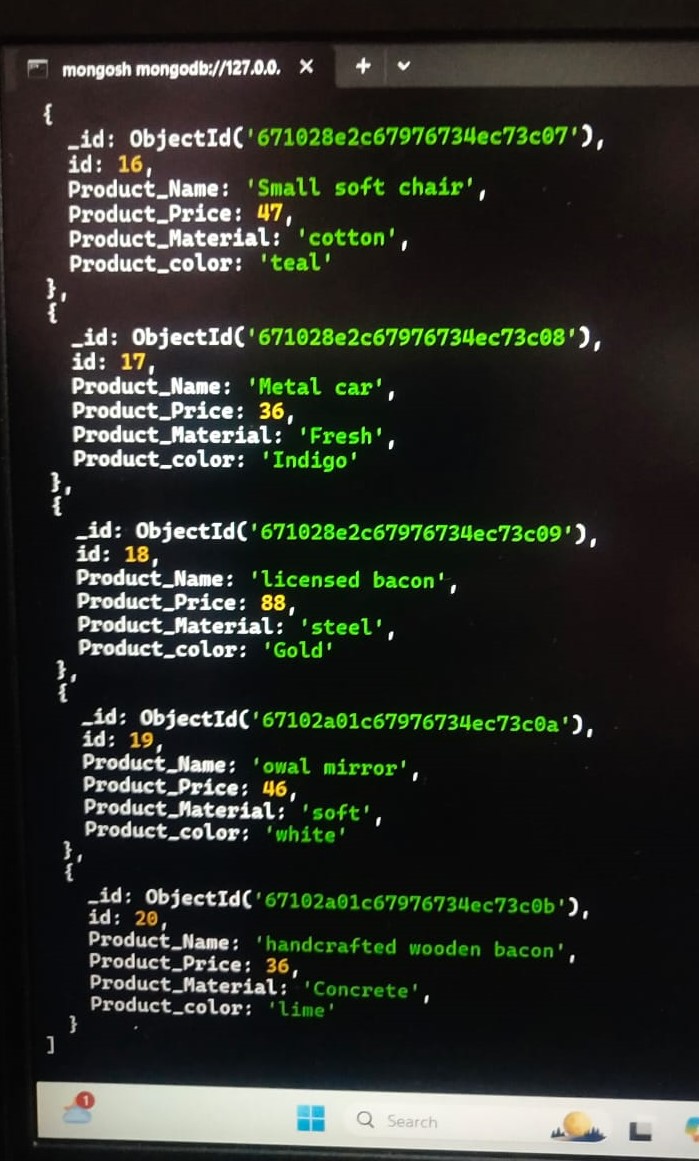 mongosh mongodb://127.0.0.
{
_id: ObjectId('671028e2c67976734ec73c07'),
id: 16,
Product_Name: 'Small soft chair',
Product_Price: 47,
Product_Material: 'cotton',
Product_color: 'teal'
},
{
_id: ObjectId('671028e2c67976734ec73c08'),
id: 17,
Product_Name: 'Metal car',
Product_Price: 36,
Product_Material: 'Fresh',
Product_color: 'Indigo'
},
{
_id: ObjectId('671028e2c67976734ec73c09'),
id: 18,
Product_Name: 'licensed bacon',
Product_Price: 88,
Product_Material: 'steel',
Product_color: 'Gold'
},
{
_id: ObjectId('67102a01c67976734ec73c0a'),
id: 19,
Product_Name: 'owal mirror',
Product_Price: 46,
Product_Material: 'soft',
Product_color: 'white'
},
{
_id: ObjectId('67102a01c67976734ec73c0b'),
id: 20,
Product_Name: 'handcrafted wooden bacon',
Product_Price: 36,
Product_Material: 'Concrete',
Product_color: 'lime'
}
]
1
Search